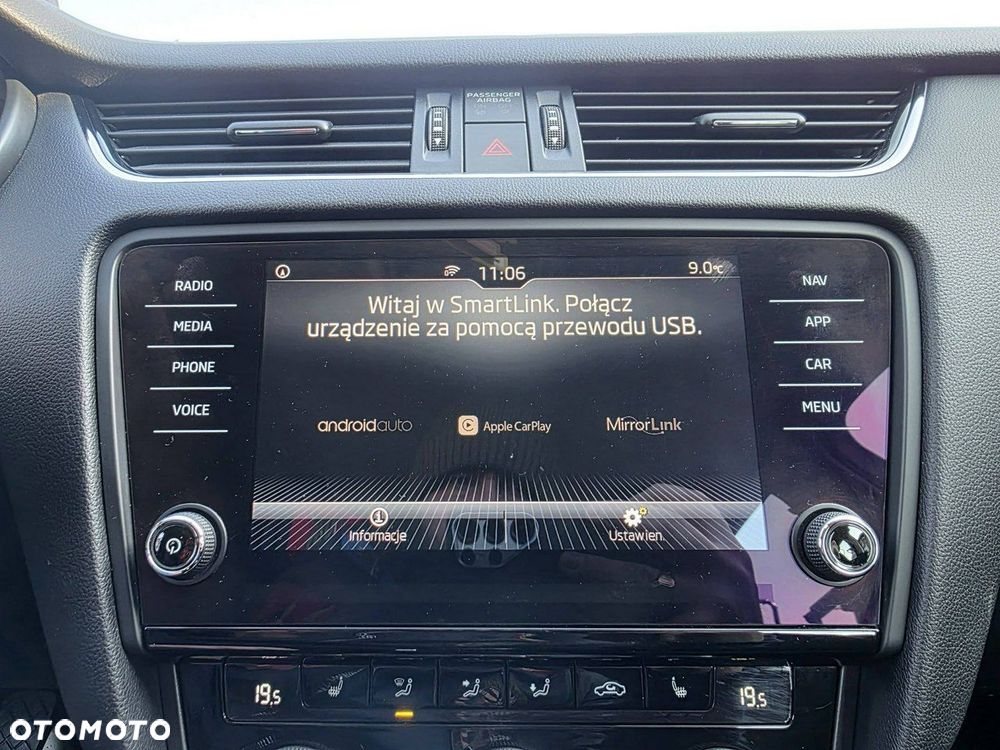 PASSENGER
AIRBAG
11:06
9.0°C
RADIO
MEDIA
PHONE
VOICE
Witaj w SmartLink. Połącz
urządzenie za pomocą przewodu USB.
androidauto
Apple CarPlay
MirrorLink
Informacje
Ustawien.
NAV
APP
CAR
MENU
19.5
19.5
OTOMOTO